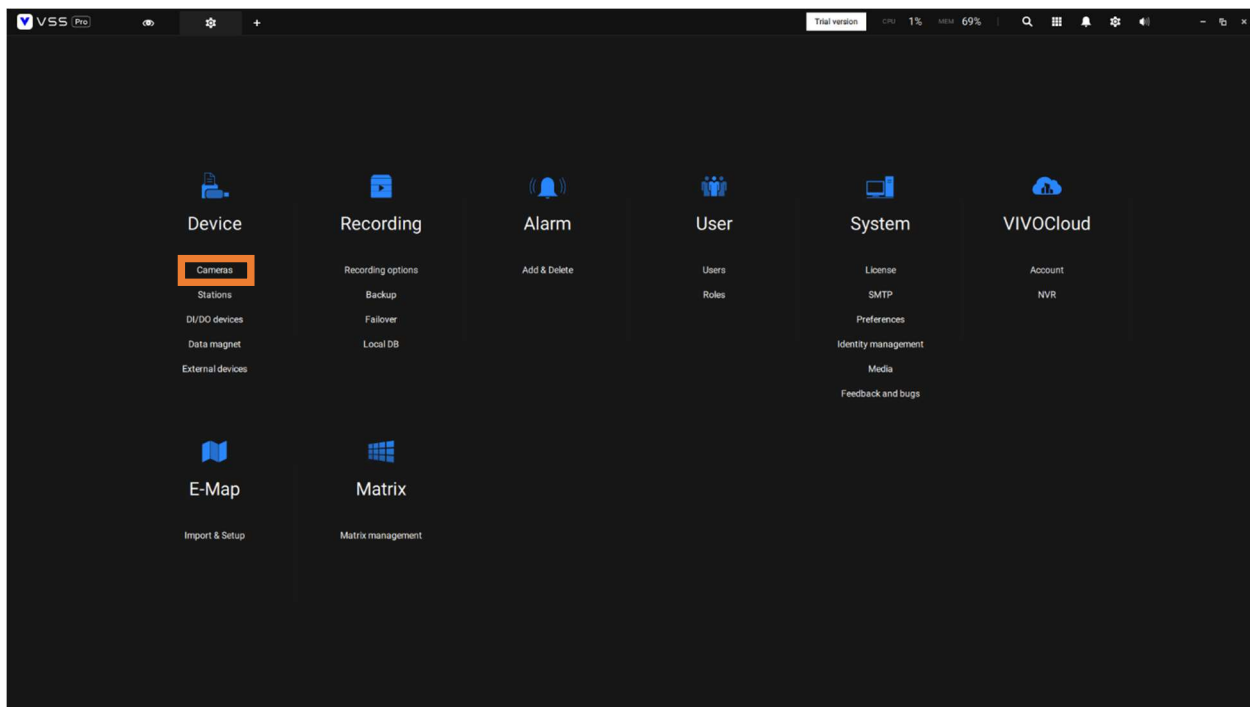 VSS Pro
Trial version
CPU 1% MEM 69%
Device
Cameras
Stations
DI/DO devices
Data magnet
External devices
Recording
Recording options
Backup
Failover
Local DB
Alarm
Add & Delete
User
Users
Roles
System
License
SMTP
Preferences
Identity management
Media
Feedback and bugs
VIVOCloud
Account
NVR
E-Map
Import & Setup
Matrix
Matrix management